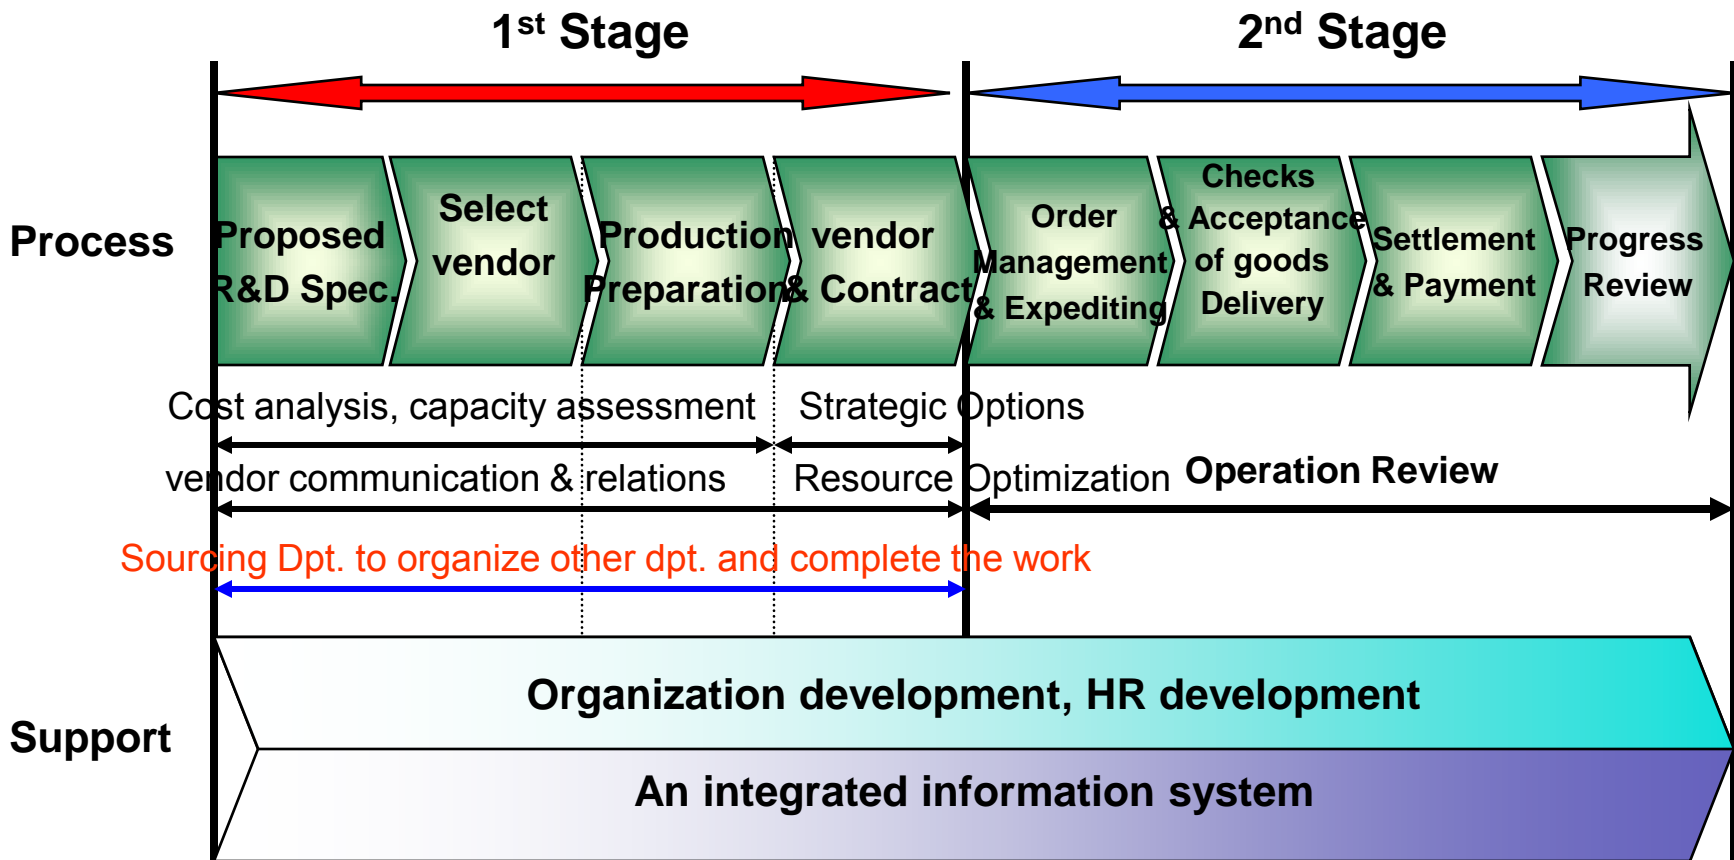 1st Stage
2nd Stage
Process
Proposed
R&D Spec.
Select
vendor
Production
Preparation
vendor
& Contract
Order
Management
& Expediting
Checks
& Acceptance
of goods
Delivery
Settlement
& Payment
Progress
Review
Cost analysis, capacity assessment
Strategic Options
vendor communication & relations
Resource Optimization
Operation Review
Sourcing Dpt. to organize other dpt. and complete the work
Support
Organization development, HR development
An integrated information system